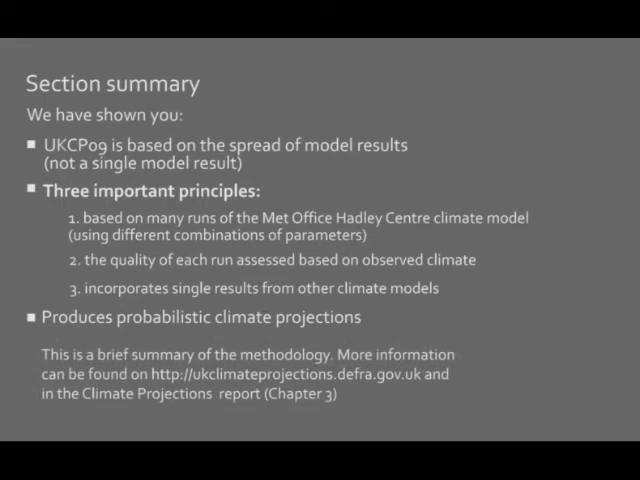 Section summary
We have shown you:
■ UKCP09 is based on the spread of model results
(not a single model result)
■ Three important principles:
1. based on many runs of the Met Office Hadley Centre climate model
(using different combinations of parameters)
2. the quality of each run assessed based on observed climate
3. incorporates single results from other climate models
■ Produces probabilistic climate projections
This is a brief summary of the methodology. More information
can be found on http://ukclimateprojections.defra.gov.uk and
in the Climate Projections report (Chapter 3)